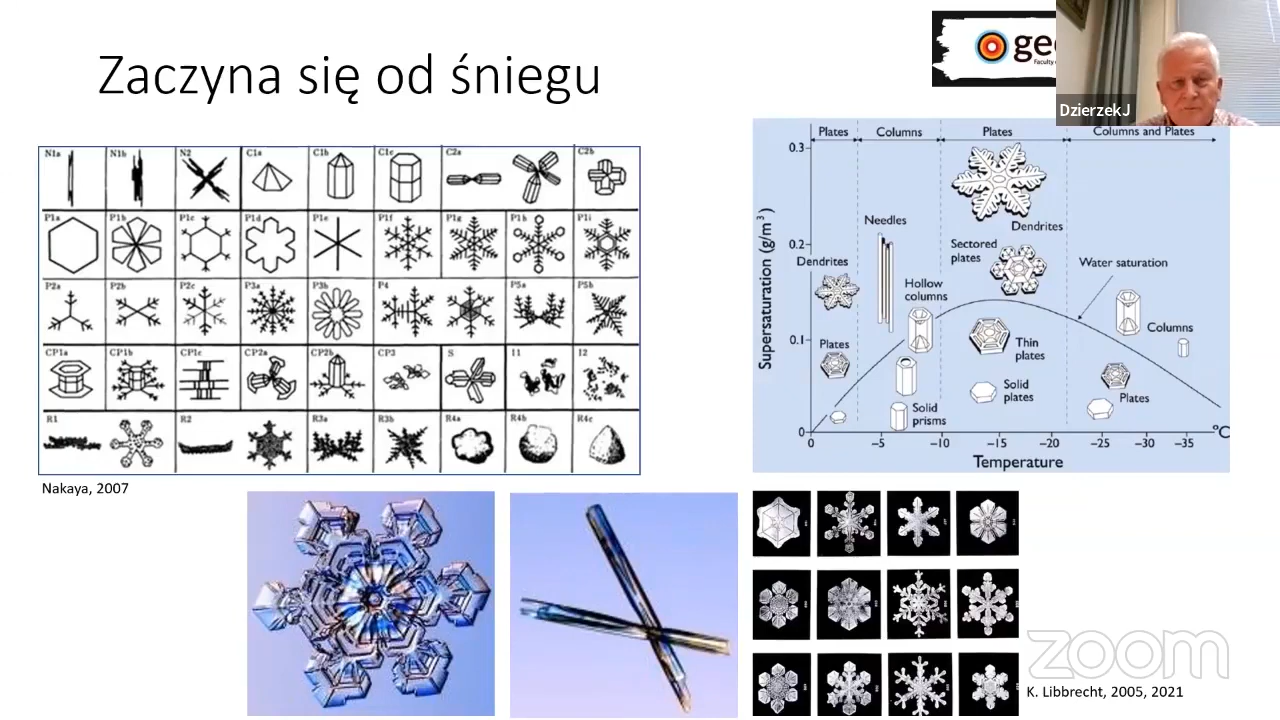 Zaczyna się od śniegu
Faculty
DzierzekJ
N1a N1b N2 C1a C1b C1c C2a C2b
P1a P1b P1c P1d P1e P1f P1g P1h P1i
P2a P2b P2c P3a P3b P4 P5a P5b
CP1a CP1b CP1c CP2a CP2b CP3 S I1 I2
R1 R2 R3a R3b R4a R4b R4c
Nakaya, 2007
Plates Columns Plates Columns and Plates
Supersaturation (g/m³)
0.3
0.2
0.1
0
Needles
Dendrites
Dendrites
Sectored
plates
Water saturation
Hollow
columns
Columns
Plates
Thin
plates
Solid
plates
Plates
Solid
prisms
0 -5 -10 -15 -20 -25 -30 -35 °C
Temperature
zoom
K. Libbrecht, 2005, 2021